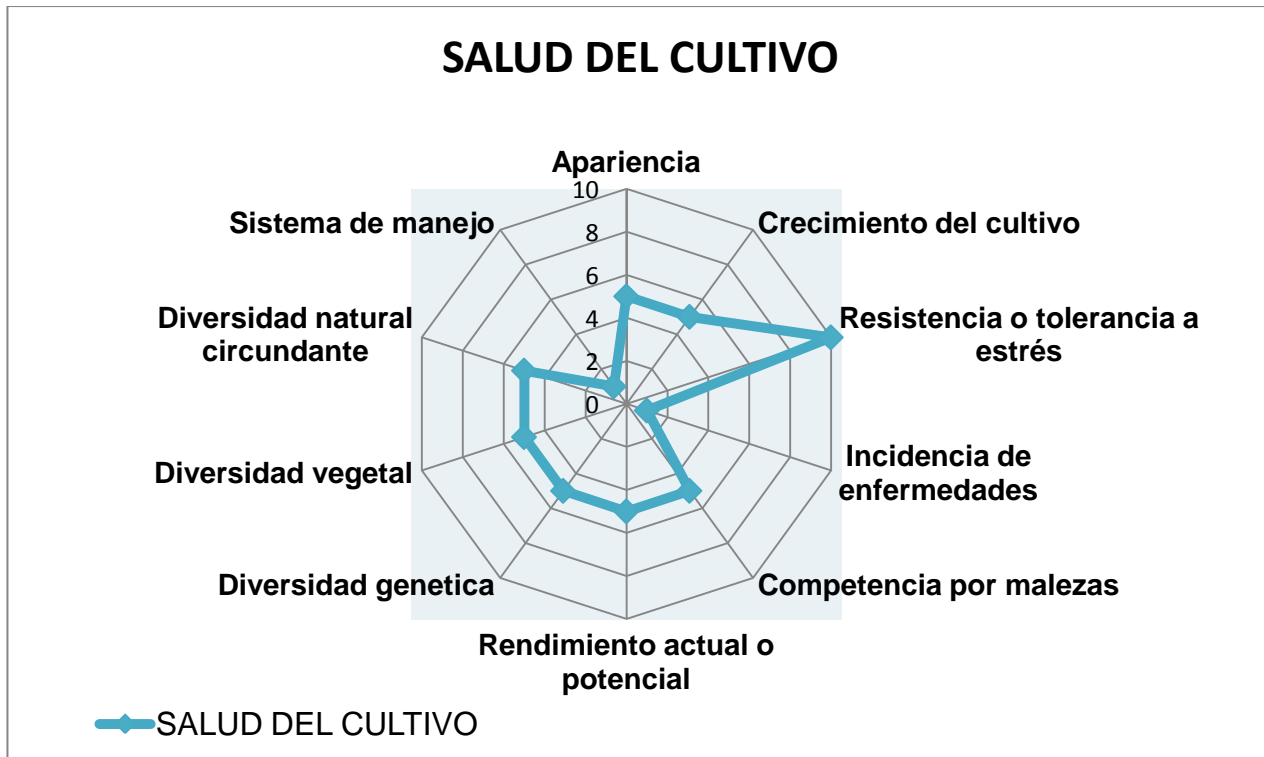 SALUD DEL CULTIVO
Apariencia
10
8
6
4
2
0
Crecimiento del cultivo
Resistencia o tolerancia a
estrés
Incidencia de
enfermedades
Competencia por malezas
Rendimiento actual o
potencial
Diversidad genetica
Diversidad vegetal
Diversidad natural
circundante
Sistema de manejo
SALUD DEL CULTIVO